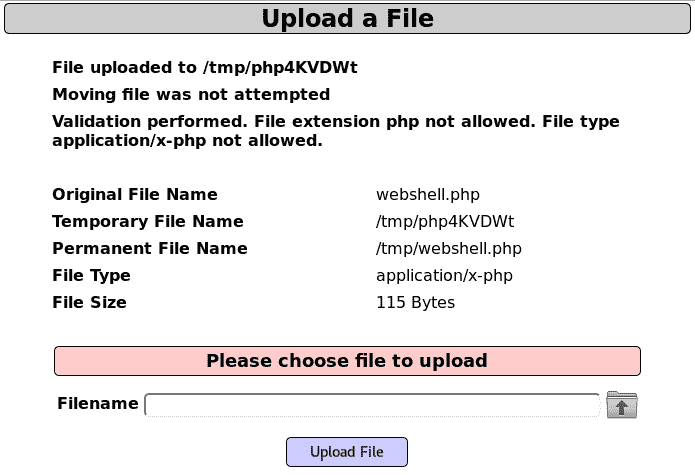 Upload a File
File uploaded to /tmp/php4KVDWt
Moving file was not attempted
Validation performed. File extension php not allowed. File type
application/x-php not allowed.
Original File Name webshell.php
Temporary File Name /tmp/php4KVDWt
Permanent File Name /tmp/webshell.php
File Type application/x-php
File Size 115 Bytes
Please choose file to upload
Filename
Upload File